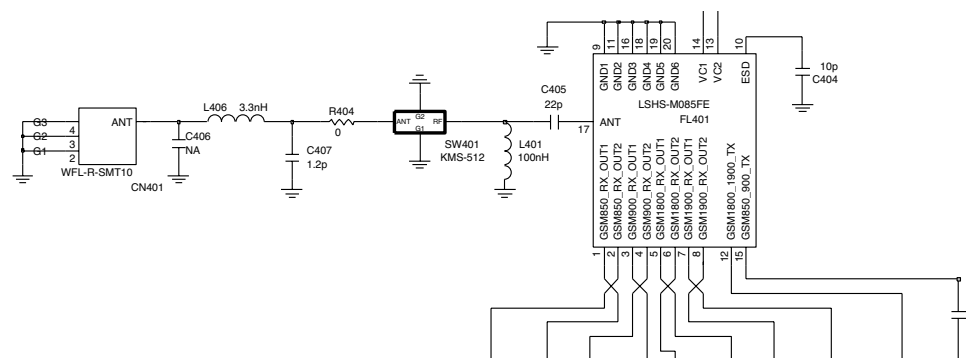 9
11
16
18
19
20
14
13
10
GND1
GND2
GND3
GND4
GND5
GND6
VC1
VC2
ESD
10p
C404
L406 3.3nH
R404
0
C405
22p
LSHS-M085FE
FL401
G3
G2
G1
4
3
2
ANT
C406
NA
C407
1.2p
ANT G2 RF
G1
SW401
KMS-512
L401
100nH
17
ANT
WFL-R-SMT10
CN401
GSM850_RX_OUT1
GSM850_RX_OUT2
GSM900_RX_OUT1
GSM900_RX_OUT2
GSM1800_RX_OUT1
GSM1800_RX_OUT2
GSM1900_RX_OUT1
GSM1900_RX_OUT2
GSM1800_1900_TX
GSM850_900_TX
1
2
3
4
5
6
7
8
12
15